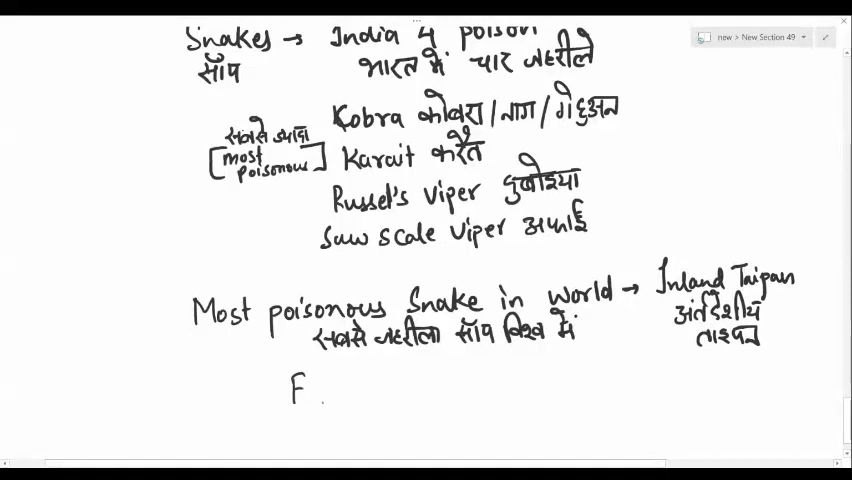 new > New Section 49
Snakes → India 4 poison
साँप भारत में चार जहरीले
Kobra कोबरा / नाग / गेहुअन
सबसे ज्यादा
[most poisonous] Karait करैत
Russel's Viper दुबोइया
Saw scale Viper अफाई
Most poisonous Snake in world → Inland Taipan
सबसे जहरीला साँप विश्व में अंर्तदेशीय
ताइपन
F